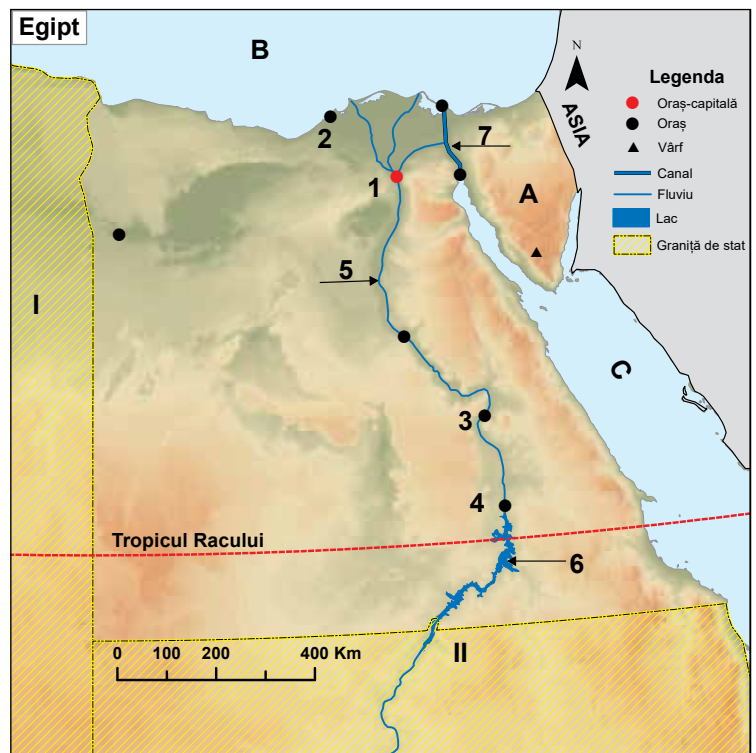 Egipt
B
N
Legenda
Oraș-capitală
Oraș
Vârf
Canal
Fluviu
Lac
Graniță de stat
ASIA
2
7
1
A
5
I
C
3
4
Tropicul Racului
6
0 100 200 400 Km
II